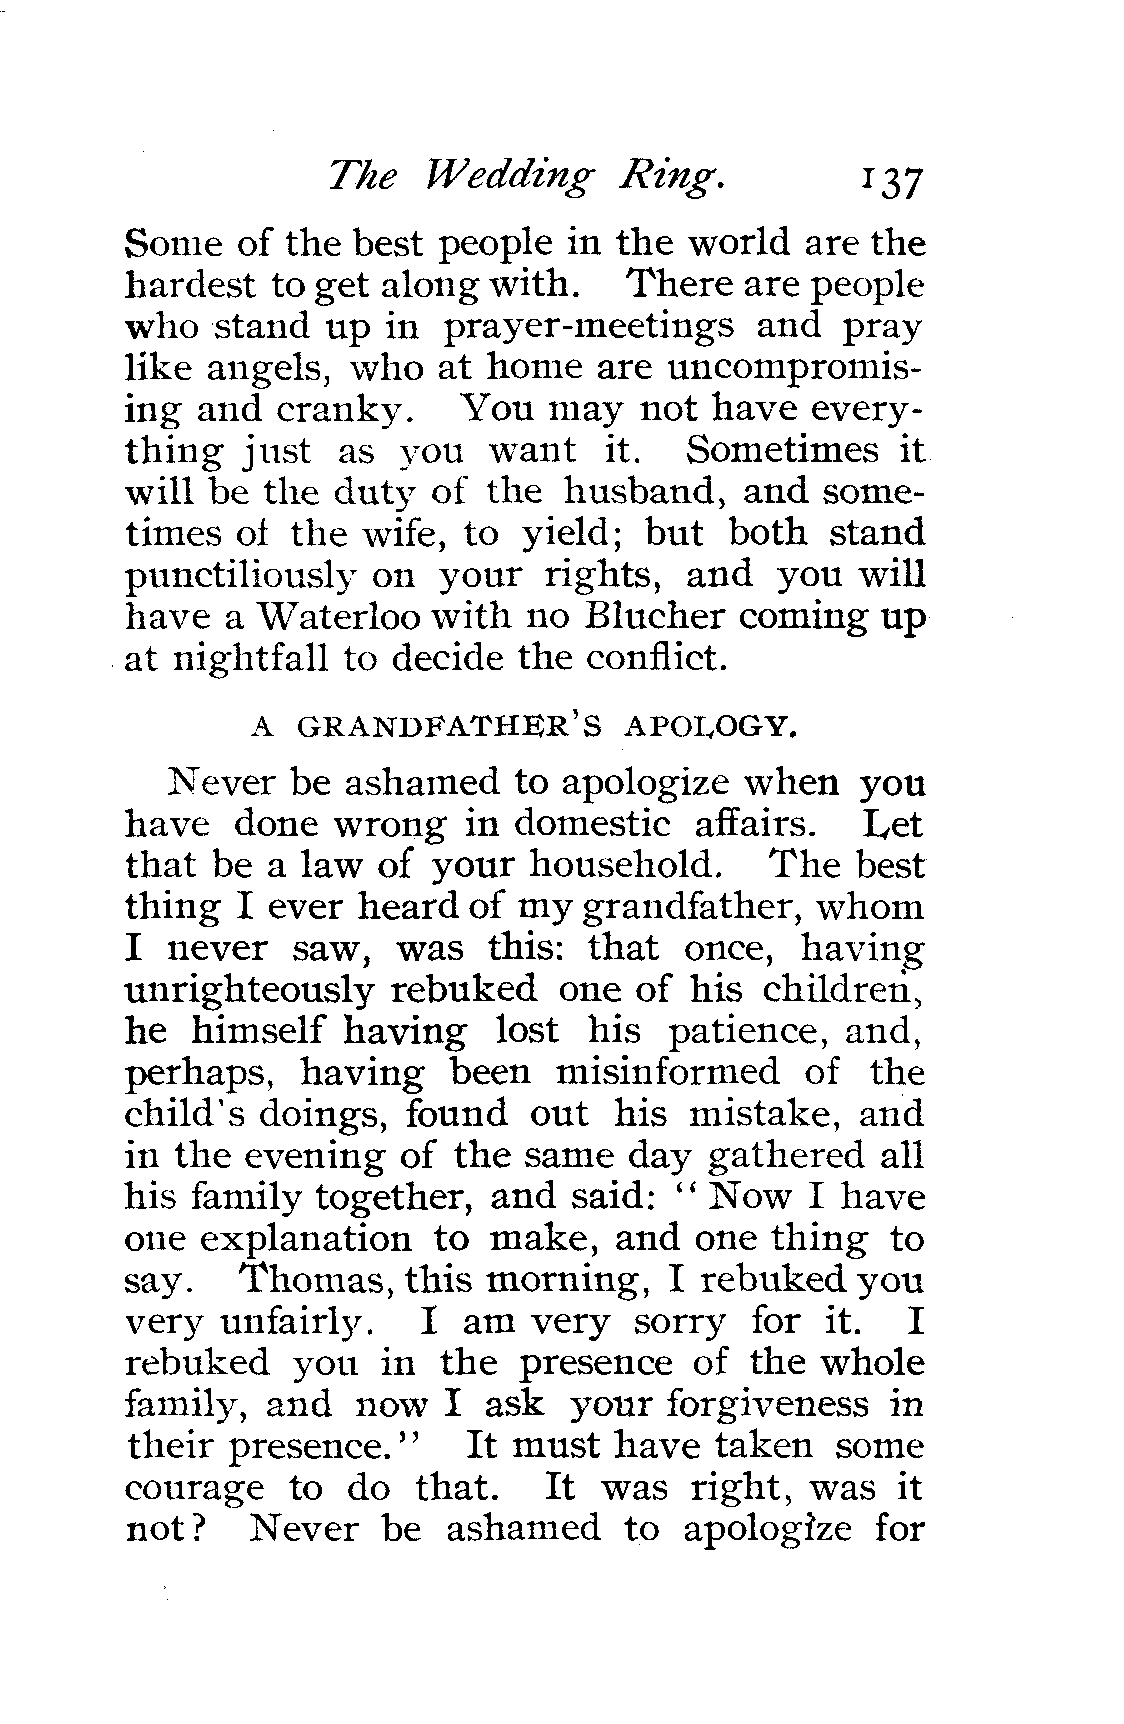 The Wedding Ring. 137
Some of the best people in the world are the
hardest to get along with. There are people
who stand up in prayer-meetings and pray
like angels, who at home are uncompromis-
ing and cranky. You may not have every-
thing just as you want it. Sometimes it
will be the duty of the husband, and some-
times of the wife, to yield; but both stand
punctiliously on your rights, and you will
have a Waterloo with no Blucher coming up
at nightfall to decide the conflict.
A GRANDFATHER'S APOLOGY.
Never be ashamed to apologize when you
have done wrong in domestic affairs. Let
that be a law of your household. The best
thing I ever heard of my grandfather, whom
I never saw, was this: that once, having
unrighteously rebuked one of his children,
he himself having lost his patience, and,
perhaps, having been misinformed of the
child's doings, found out his mistake, and
in the evening of the same day gathered all
his family together, and said: "Now I have
one explanation to make, and one thing to
say. Thomas, this morning, I rebuked you
very unfairly. I am very sorry for it. I
rebuked you in the presence of the whole
family, and now I ask your forgiveness in
their presence." It must have taken some
courage to do that. It was right, was it
not? Never be ashamed to apologize for